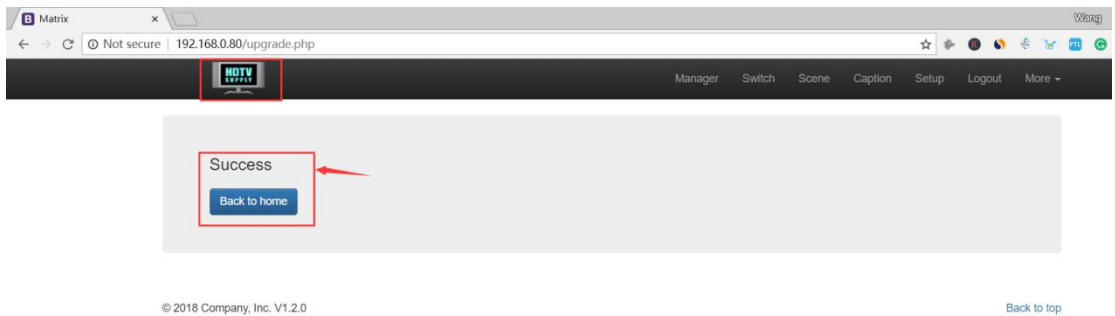 Matrix
Wang
Not secure | 192.168.0.80/upgrade.php
FTL
HDTV
SUPPLY
Manager Switch Scene Caption Setup Logout More
Success
Back to home
© 2018 Company, Inc. V1.2.0
Back to top